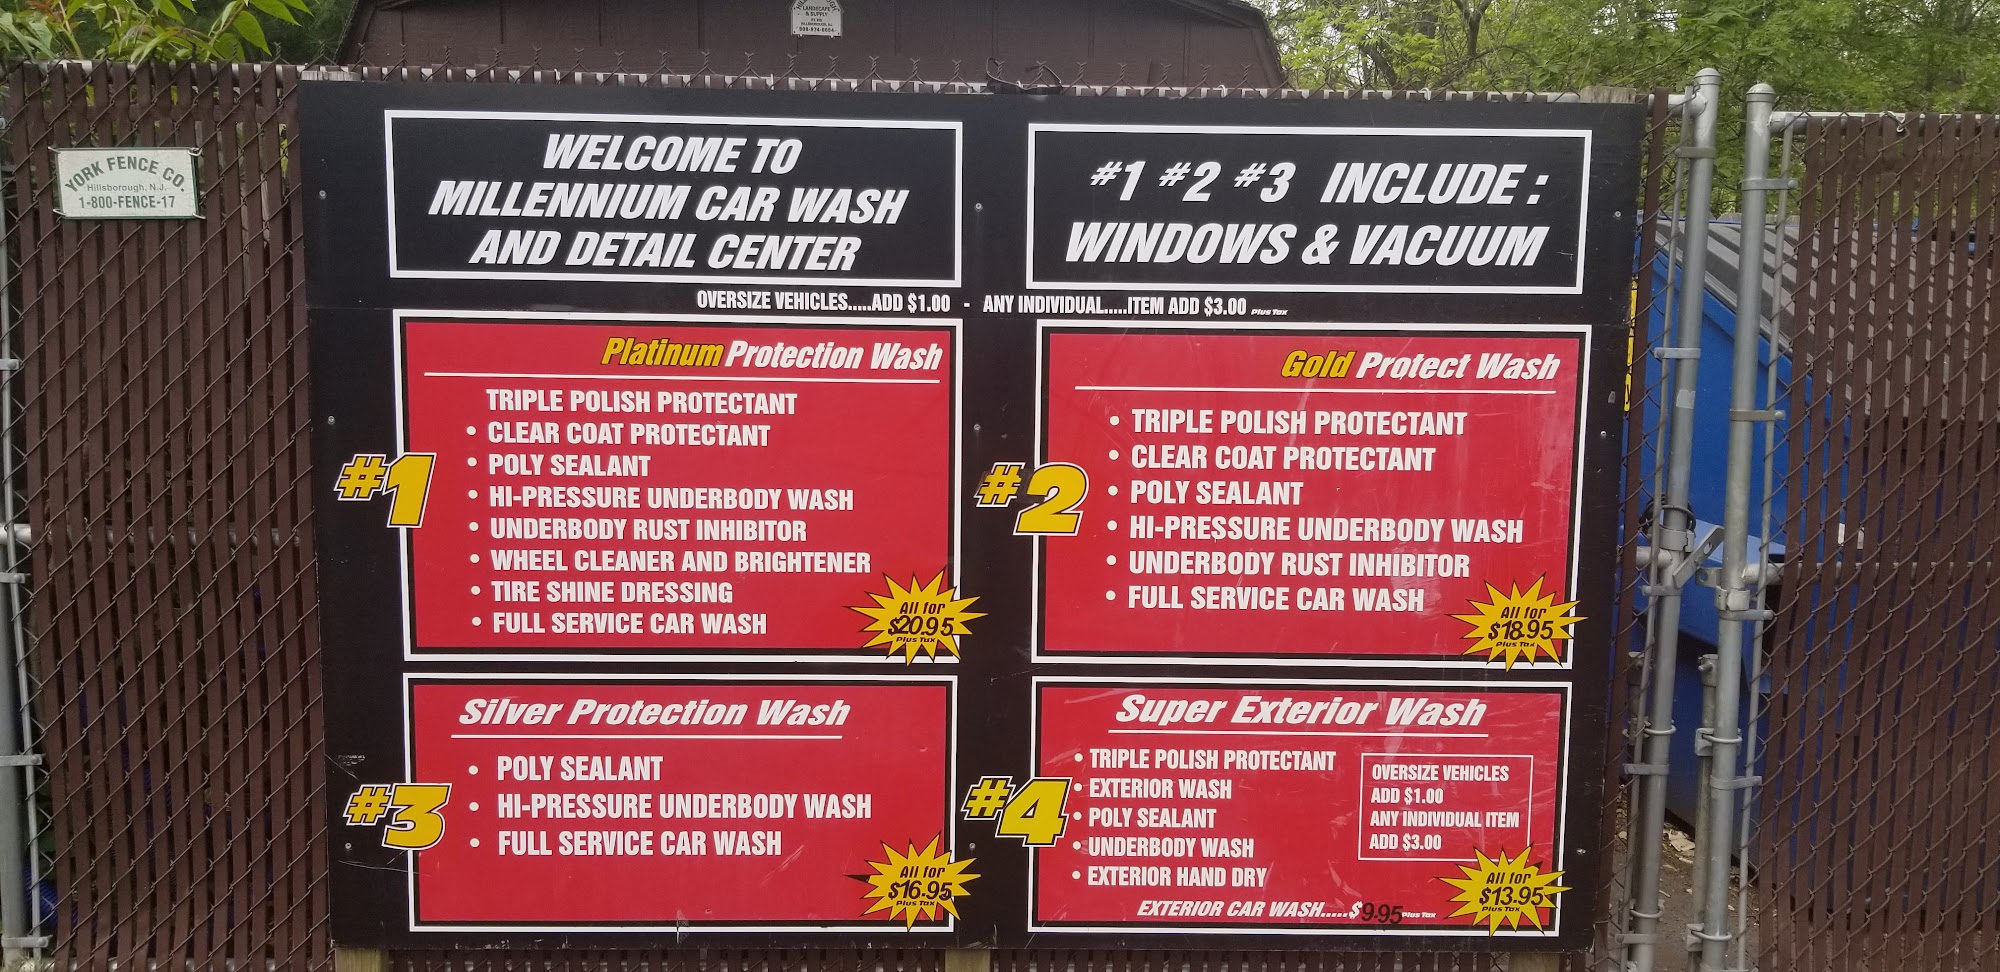 LANDSCAPE
& SUPPLY
HILLSBOROUGH, NJ
908-874-6664
YORK FENCE CO.
Hillsborough, N.J.
1-800-FENCE-17
WELCOME TO
MILLENNIUM CAR WASH
AND DETAIL CENTER
#1 #2 #3 INCLUDE :
WINDOWS & VACUUM
OVERSIZE VEHICLES.....ADD $1.00 - ANY INDIVIDUAL.....ITEM ADD $3.00 Plus Tax
#1
Platinum Protection Wash
TRIPLE POLISH PROTECTANT
• CLEAR COAT PROTECTANT
• POLY SEALANT
• HI-PRESSURE UNDERBODY WASH
• UNDERBODY RUST INHIBITOR
• WHEEL CLEANER AND BRIGHTENER
• TIRE SHINE DRESSING
• FULL SERVICE CAR WASH
All for
$20.95
Plus Tax
#2
Gold Protect Wash
• TRIPLE POLISH PROTECTANT
• CLEAR COAT PROTECTANT
• POLY SEALANT
• HI-PRESSURE UNDERBODY WASH
• UNDERBODY RUST INHIBITOR
• FULL SERVICE CAR WASH
All for
$18.95
Plus Tax
#3
Silver Protection Wash
• POLY SEALANT
• HI-PRESSURE UNDERBODY WASH
• FULL SERVICE CAR WASH
All for
$16.95
Plus Tax
#4
Super Exterior Wash
• TRIPLE POLISH PROTECTANT
• EXTERIOR WASH
• POLY SEALANT
• UNDERBODY WASH
• EXTERIOR HAND DRY
OVERSIZE VEHICLES
ADD $1.00
ANY INDIVIDUAL ITEM
ADD $3.00
EXTERIOR CAR WASH.....$9.95 Plus Tax
All for
$13.95
Plus Tax